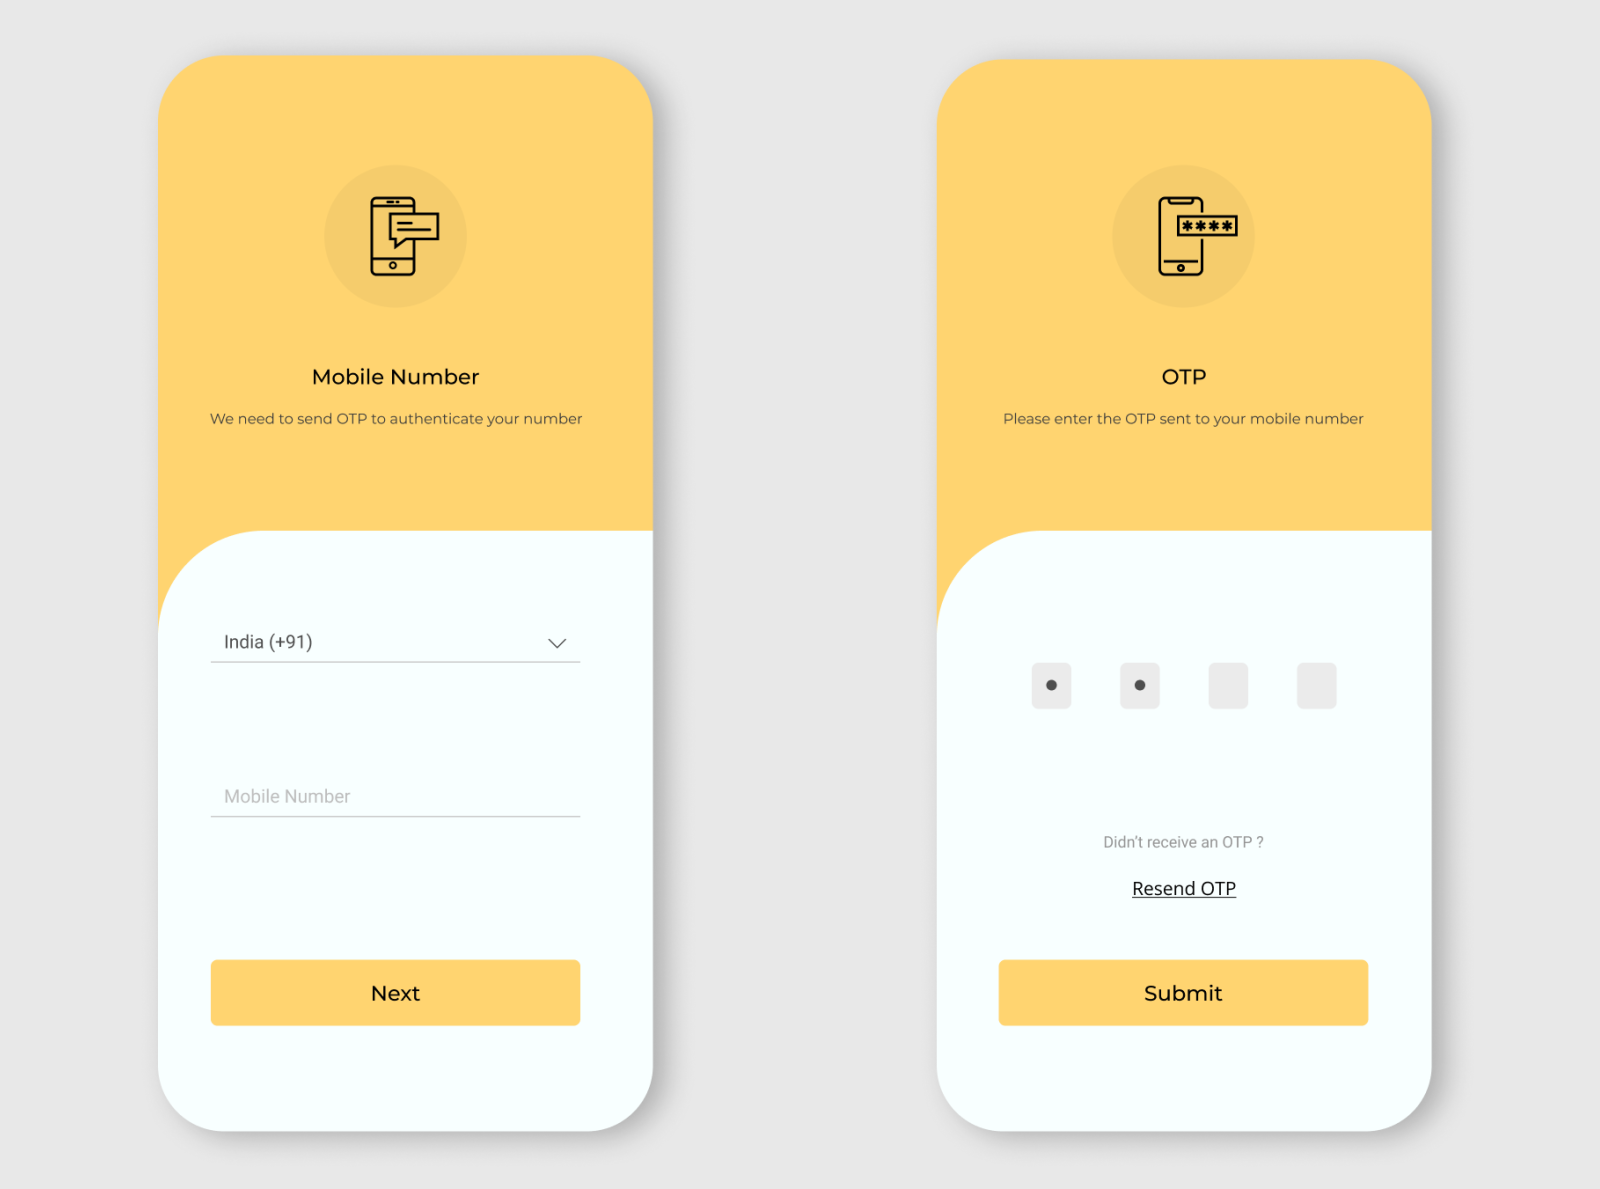 Mobile Number
We need to send OTP to authenticate your number
India (+91)
Mobile Number
Next
****
OTP
Please enter the OTP sent to your mobile number
Didn't receive an OTP ?
Resend OTP
Submit